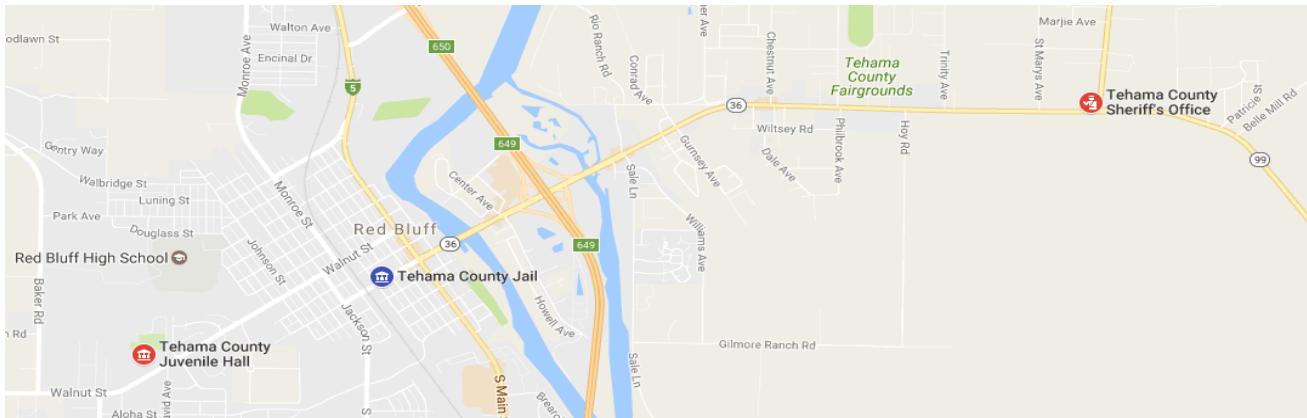 Walton Ave
Encinal Dr
Monroe Ave
5
650
Rio Ranch Rd
Conrad Ave
Chestnut Ave
Tehama
County
Fairgrounds
Trinity Ave
St Marys Ave
Marjie Ave
Tehama County
Sheriff's Office
Patricie St
Belle Mill Rd
36
99
649
Wiltsey Rd
Philbrook Ave
Hoy Rd
Dale Ave
Gurnsey Ave
Sale Ln
Williams Ave
Gentry Way
Walbridge St
Luning St
Park Ave
Douglass St
Monroe St
Johnson St
Center Ave
Red Bluff
Walnut St
36
649
Red Bluff High School
Tehama County Jail
Baker Rd
Jackson St
Howell Ave
Tehama County
Juvenile Hall
Gilmore Ranch Rd
Sale Ln
Walnut St
Aloha St
S Main